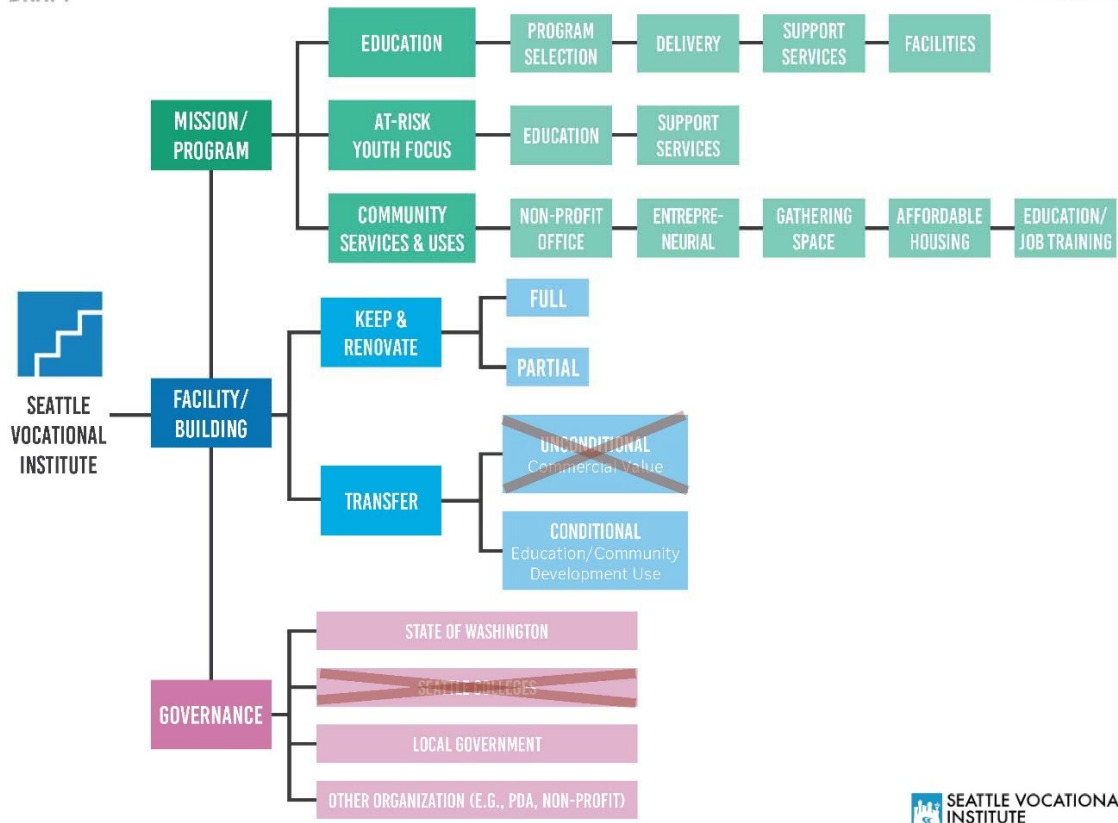 EDUCATION
PROGRAM
SELECTION
DELIVERY
SUPPORT
SERVICES
FACILITIES
MISSION/
PROGRAM
AT-RISK
YOUTH FOCUS
EDUCATION
SUPPORT
SERVICES
COMMUNITY
SERVICES & USES
NON-PROFIT
OFFICE
ENTREPRE-
NEURIAL
GATHERING
SPACE
AFFORDABLE
HOUSING
EDUCATION/
JOB TRAINING
SEATTLE
VOCATIONAL
INSTITUTE
FACILITY/
BUILDING
KEEP &
RENOVATE
FULL
PARTIAL
TRANSFER
UNCONDITIONAL
Commercial Value
CONDITIONAL
Education/Community
Development Use
GOVERNANCE
STATE OF WASHINGTON
SEATTLE COLLEGES
LOCAL GOVERNMENT
OTHER ORGANIZATION (E.G., PDA, NON-PROFIT)
SEATTLE VOCATIONA
INSTITUTE